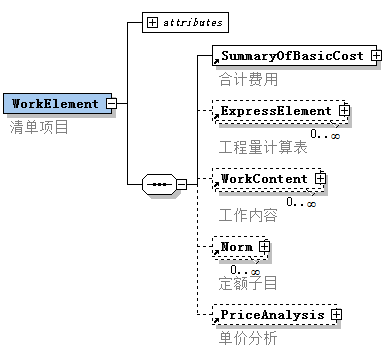 attributes
SummaryOfBasicCost
合计费用
WorkElement
清单项目
ExpressElement
0..∞
工程量计算表
WorkContent
0..∞
工作内容
Norm
0..∞
定额子目
PriceAnalysis
单价分析